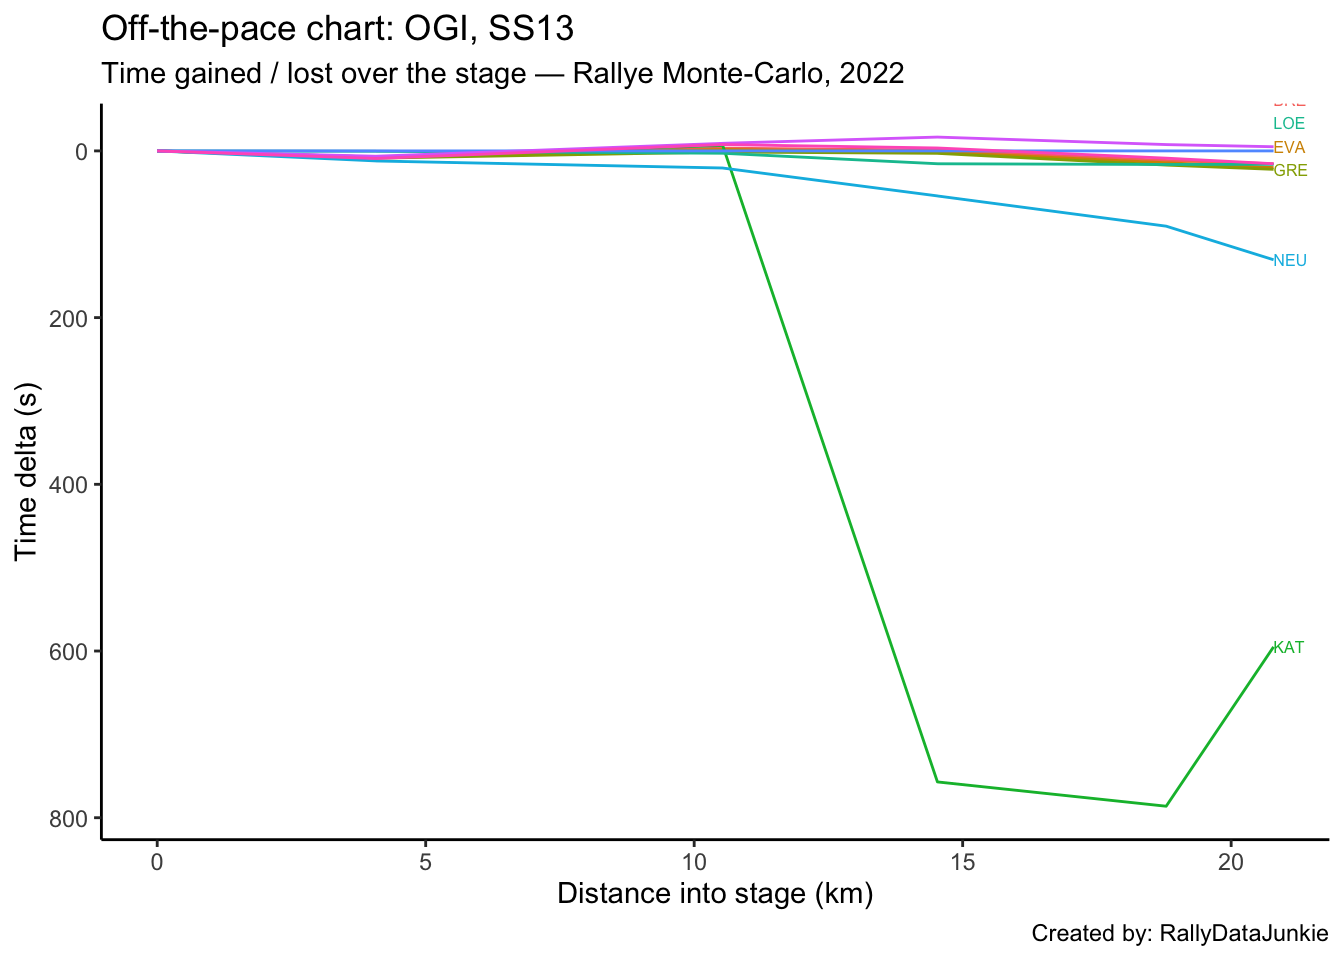 Off-the-pace chart: OGI, SS13
Time gained / lost over the stage — Rallye Monte-Carlo, 2022
LOE
0
EVA
GRE
NEU
200
Time delta (s)
400
600
KAT
800
0 5 10 15 20
Distance into stage (km)
Created by: RallyDataJunkie